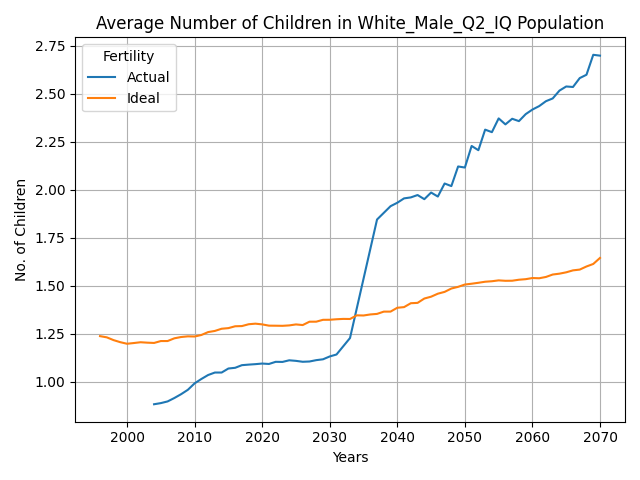 Average Number of Children in White_Male_Q2_IQ Population
Fertility
Actual
Ideal
No. of Children
2.75
2.50
2.25
2.00
1.75
1.50
1.25
1.00
2000 2010 2020 2030 2040 2050 2060 2070
Years